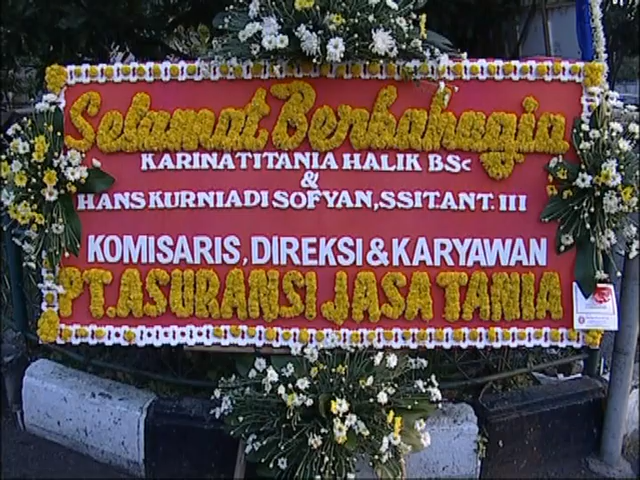 Selamat Berbahagia
KARINA TITANIA HALIK BSc
&
HANS KURNIADI SOFYAN,SSIT ANT. III
KOMISARIS, DIREKSI & KARYAWAN
PT. ASURANSI JASA TANIA